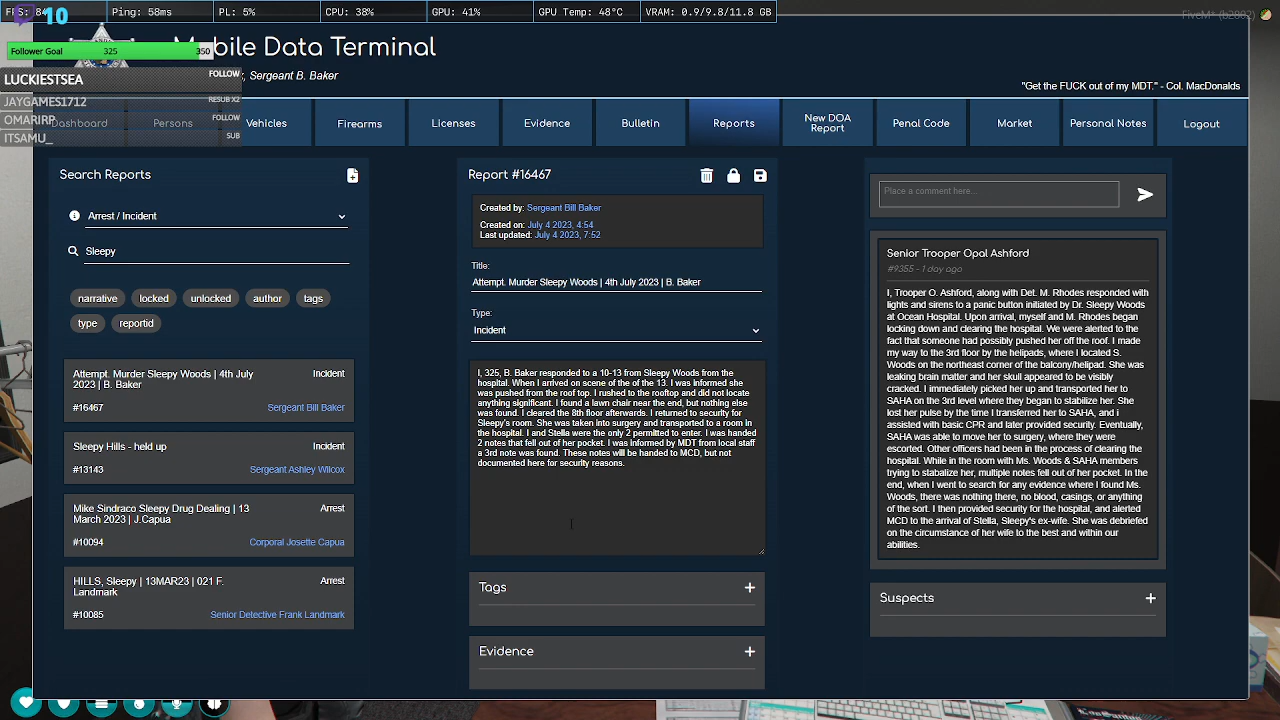 FPS: 84
Ping: 58ms
PL: 5%
CPU: 38%
GPU: 41%
GPU Temp: 48°C
VRAM: 0.9/9.8/11.8 GB
FiveM* (b2802)
10
Follower Goal 325 350
Mobile Data Terminal
Sergeant B. Baker
"Get the FUCK out of my MDT." - Col. MacDonalds
LUCKIESTSEA FOLLOW
JAYGAMES1712 RESUB X2
OMARIRP FOLLOW
ITSAMU_ SUB
Dashboard
Persons
Vehicles
Firearms
Licenses
Evidence
Bulletin
Reports
New DOA
Report
Penal Code
Market
Personal Notes
Logout
Search Reports
Arrest / Incident
Sleepy
narrative
locked
unlocked
author
tags
type
reportid
Attempt. Murder Sleepy Woods | 4th July Incident
2023 | B. Baker
#16467 Sergeant Bill Baker
Sleepy Hills - held up Incident
#13143 Sergeant Ashley Wilcox
Mike Sindraco Sleepy Drug Dealing | 13 Arrest
March 2023 | J.Capua
#10094 Corporal Josette Capua
HILLS, Sleepy | 13MAR23 | 021 F. Arrest
Landmark
#10085 Senior Detective Frank Landmark
Report #16467
Created by: Sergeant Bill Baker
Created on: July 4 2023, 4:54
Last updated: July 4 2023, 7:52
Title:
Attempt. Murder Sleepy Woods | 4th July 2023 | B. Baker
Type:
Incident
I, 325, B. Baker responded to a 10-13 from Sleepy Woods from the
hospital. When I arrived on scene of the of the 13. I was informed she
was pushed from the roof top. I rushed to the rooftop and did not locate
anything significant. I found a lawn chair near the end, but nothing else
was found. I cleared the 8th floor afterwards. I returned to security for
Sleepy's room. She was taken into surgery and transported to a room in
the hospital. I and Stella were the only 2 permitted to enter. I was handed
2 notes that fell out of her pocket. I was informed by MDT from local staff
a 3rd note was found. These notes will be handed to MCD, but not
documented here for security reasons.
Tags
Evidence
Place a comment here...
Senior Trooper Opal Ashford
#9355 - 1 day ago
I, Trooper O. Ashford, along with Det. M. Rhodes responded with
lights and sirens to a panic button initiated by Dr. Sleepy Woods
at Ocean Hospital. Upon arrival, myself and M. Rhodes began
locking down and clearing the hospital. We were alerted to the
fact that someone had possibly pushed her off the roof. I made
my way to the 3rd floor by the helipads, where I located S.
Woods on the northeast corner of the balcony/helipad. She was
leaking brain matter and her skull appeared to be visibly
cracked. I immediately picked her up and transported her to
SAHA on the 3rd level where they began to stabilize her. She
lost her pulse by the time I transferred her to SAHA, and i
assisted with basic CPR and later provided security. Eventually,
SAHA was able to move her to surgery, where they were
escorted. Other officers had been in the process of clearing the
hospital. While in the room with Ms. Woods & SAHA members
trying to stabalize her, multiple notes fell out of her pocket. In the
end, when I went to search for any evidence where I found Ms.
Woods, there was nothing there, no blood, casings, or anything
of the sort. I then provided security for the hospital, and alerted
MCD to the arrival of Stella, Sleepy's ex-wife. She was debriefed
on the circumstance of her wife to the best and within our
abilities.
Suspects